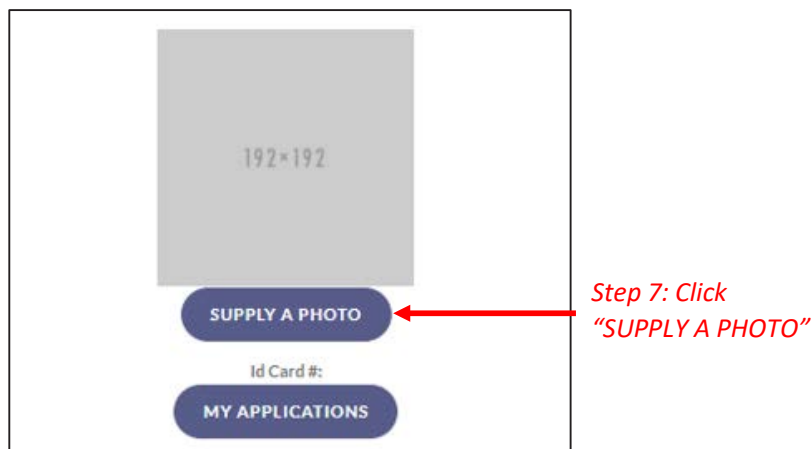 192×192
SUPPLY A PHOTO
Step 7: Click
“SUPPLY A PHOTO”
Id Card #:
MY APPLICATIONS